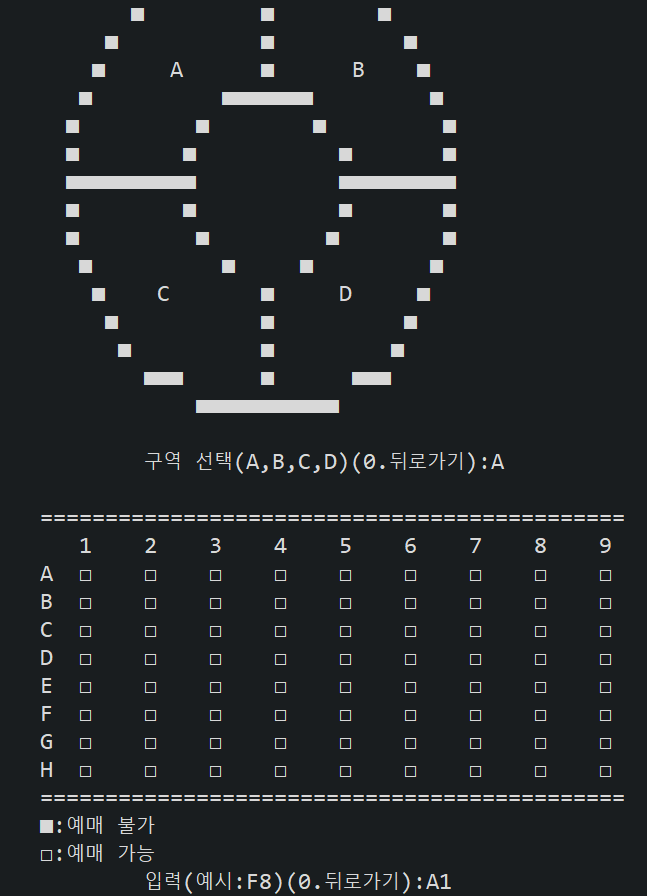 A B
C D
구역 선택(A,B,C,D)(0.뒤로가기):A
=============================================
1 2 3 4 5 6 7 8 9
A □ □ □ □ □ □ □ □ □
B □ □ □ □ □ □ □ □ □
C □ □ □ □ □ □ □ □ □
D □ □ □ □ □ □ □ □ □
E □ □ □ □ □ □ □ □ □
F □ □ □ □ □ □ □ □ □
G □ □ □ □ □ □ □ □ □
H □ □ □ □ □ □ □ □ □
=============================================
■:예매 불가
□:예매 가능
입력(예시:F8)(0.뒤로가기):A1